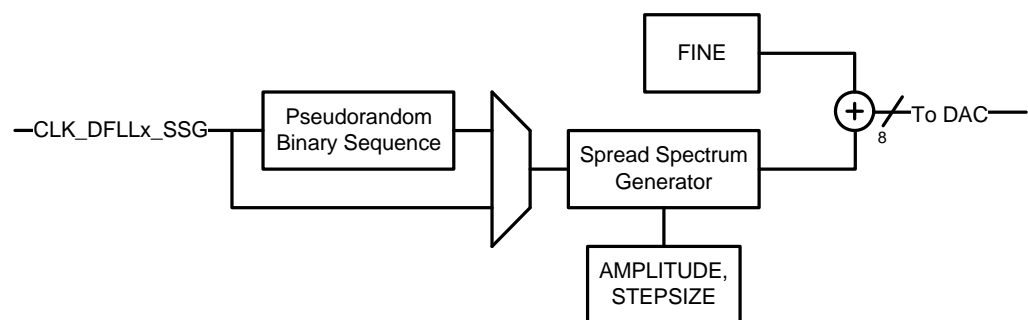 FINE
CLK_DFLLx_SSG
Pseudorandom
Binary Sequence
Spread Spectrum
Generator
+
To DAC
8
AMPLITUDE,
STEPSIZE